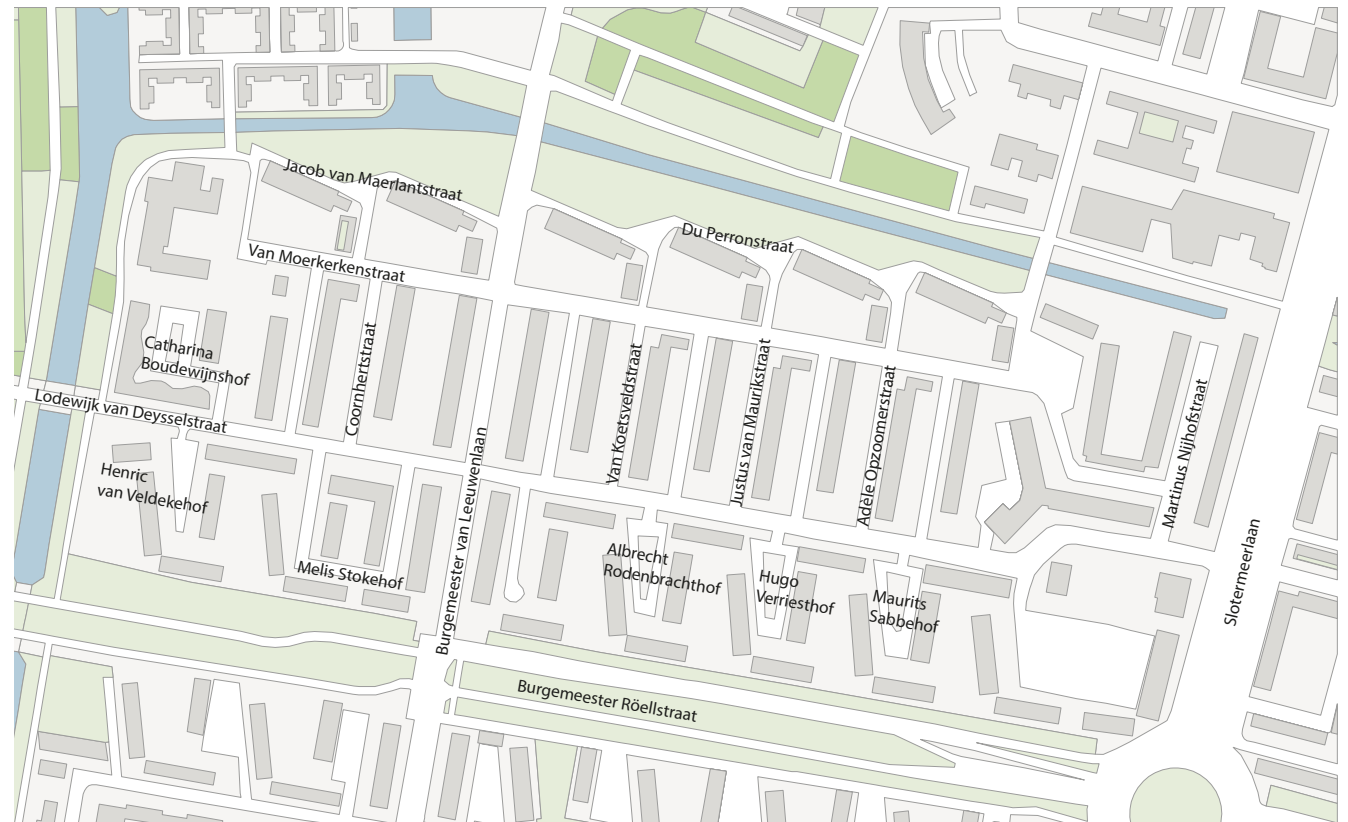 Jacob van Maerlantstraat
Du Perronstraat
Van Moerkerkenstraat
Catharina
Boudewijnshof
Coornhertstraat
Van Koetsveldstraat
Justus van Maurikstraat
Adèle Opzoomerstraat
Martinus Nijhofstraat
Lodewijk van Deysselstraat
Henric
van Veldekehof
Burgemeester van Leeuwenlaan
Melis Stokehof
Albrecht
Rodenbrachthof
Hugo
Verriesthof
Maurits
Sabbehof
Slotermeerlaan
Burgemeester Röellstraat